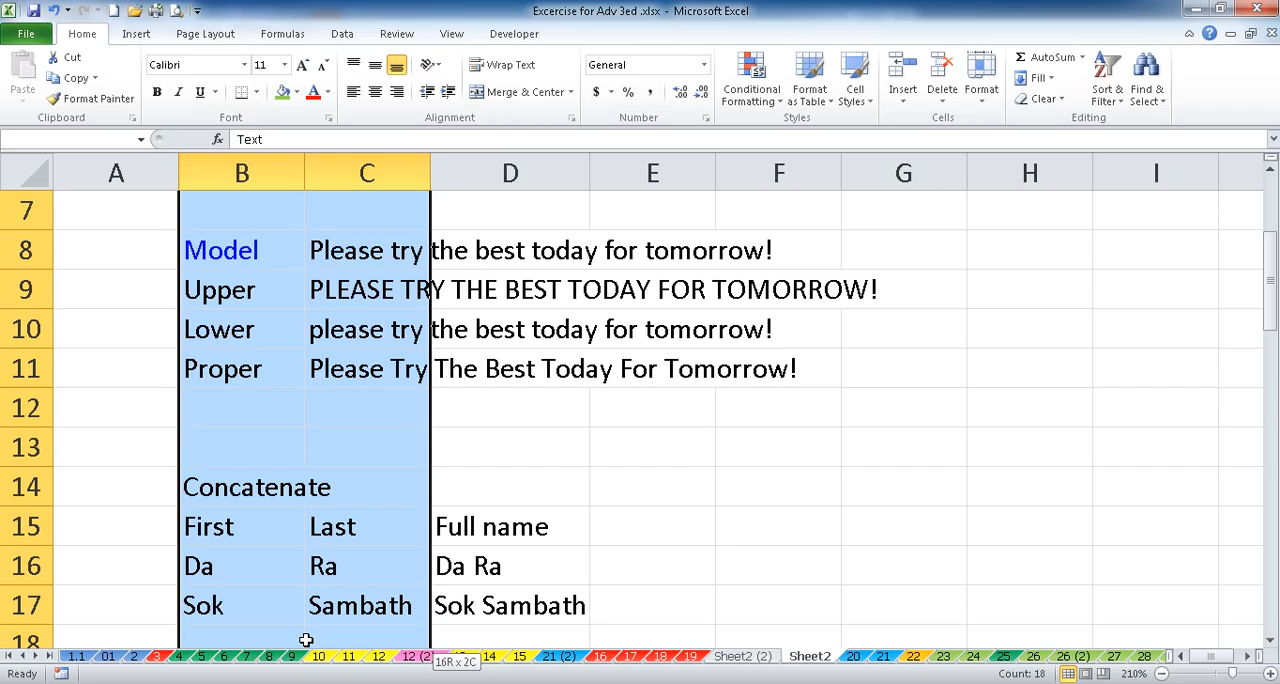 Excercise for Adv 3ed .xlsx - Microsoft Excel
File Home Insert Page Layout Formulas Data Review View Developer
Cut
Copy
Format Painter
Paste
Clipboard
Calibri 11
B I U
Font
Wrap Text
Merge & Center
Alignment
General
$ % ,
Number
Conditional Formatting
Format as Table
Cell Styles
Styles
Insert Delete Format
Cells
AutoSum
Fill
Clear
Sort & Filter
Find & Select
Editing
fx Text
A B C D E F G H I
7
8 Model Please try the best today for tomorrow!
9 Upper PLEASE TRY THE BEST TODAY FOR TOMORROW!
10 Lower please try the best today for tomorrow!
11 Proper Please Try The Best Today For Tomorrow!
12
13
14 Concatenate
15 First Last Full name
16 Da Ra Da Ra
17 Sok Sambath Sok Sambath
18
1.1 01 2 3 4 5 6 7 8 9 10 11 12 12 (2) 14 15 21 (2) 16 17 18 19 Sheet2 (2) Sheet2 20 21 22 23 24 25 26 26 (2) 27 28
16R x 2C
Ready Count: 18 210%